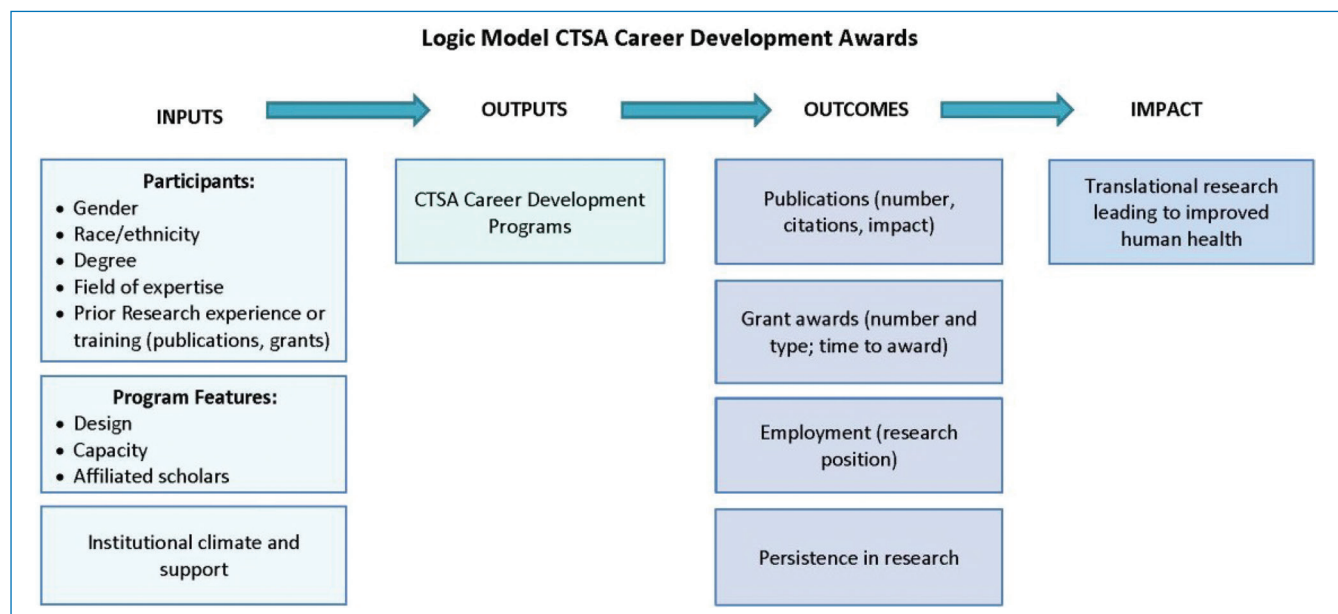 Logic Model CTSA Career Development Awards
INPUTS
OUTPUTS
OUTCOMES
IMPACT
Participants:
• Gender
• Race/ethnicity
• Degree
• Field of expertise
• Prior Research experience or
training (publications, grants)
Program Features:
• Design
• Capacity
• Affiliated scholars
Institutional climate and
support
CTSA Career Development
Programs
Publications (number,
citations, impact)
Grant awards (number and
type; time to award)
Employment (research
position)
Persistence in research
Translational research
leading to improved
human health